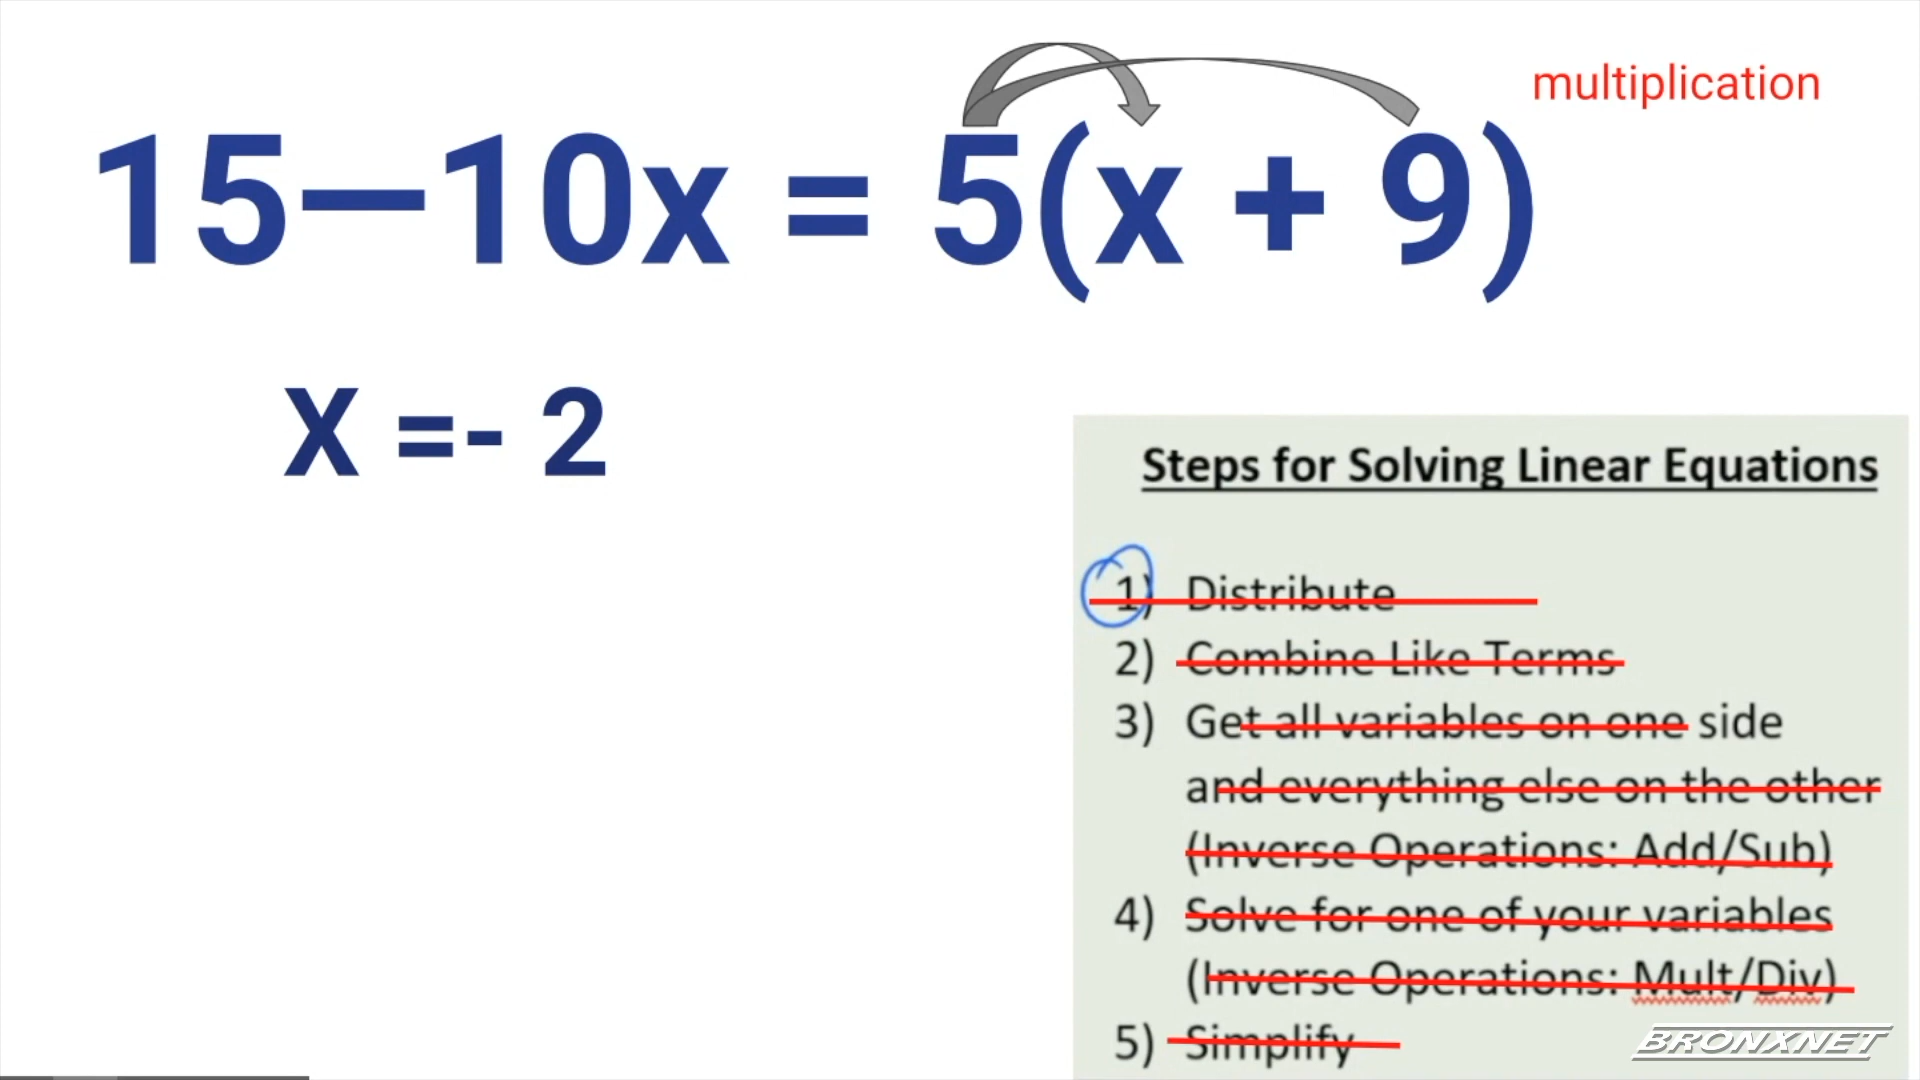 multiplication
15—10x = 5(x + 9)
X =- 2
Steps for Solving Linear Equations
1) Distribute
2) Combine Like Terms
3) Get all variables on one side
and everything else on the other
(Inverse Operations: Add/Sub)
4) Solve for one of your variables
(Inverse Operations: Mult/Div)
5) Simplify
BRONXNET